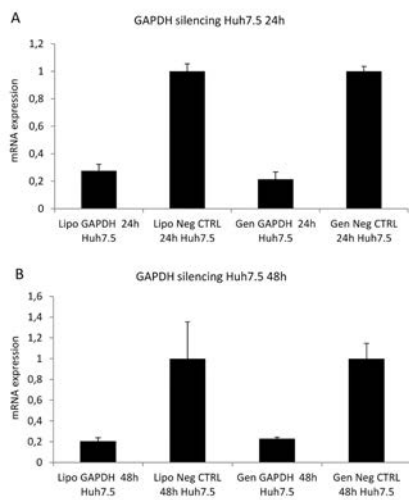 A
GAPDH silencing Huh7.5 24h
mRNA expression
1,2
1
0,8
0,6
0,4
0,2
0
Lipo GAPDH 24h Lipo Neg CTRL Gen GAPDH 24h Gen Neg CTRL
Huh7.5 24h Huh7.5 Huh7.5 24h Huh7.5
B
GAPDH silencing Huh7.5 48h
mRNA expression
1,6
1,4
1,2
1
0,8
0,6
0,4
0,2
0
Lipo GAPDH 48h Lipo Neg CTRL Gen GAPDH 48h Gen Neg CTRL
Huh7.5 48h Huh7.5 Huh7.5 48h Huh7.5